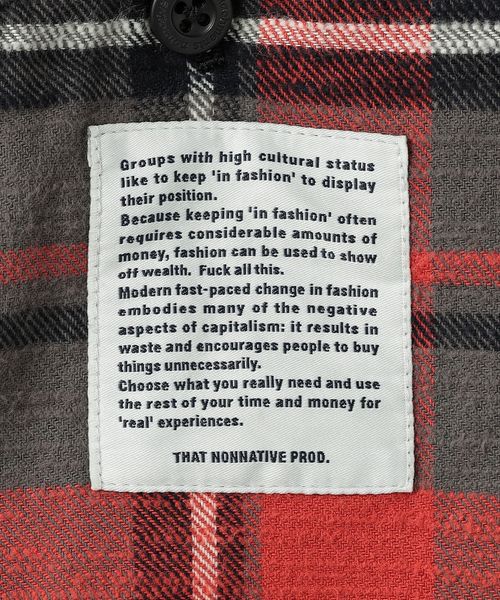 Groups with high cultural status
like to keep 'in fashion' to display
their position.
Because keeping 'in fashion' often
requires considerable amounts of
money, fashion can be used to show
off wealth. Fuck all this.
Modern fast-paced change in fashion
embodies many of the negative
aspects of capitalism: it results in
waste and encourages people to buy
things unnecessarily.
Choose what you really need and use
the rest of your time and money for
'real' experiences.
THAT NONNATIVE PROD.